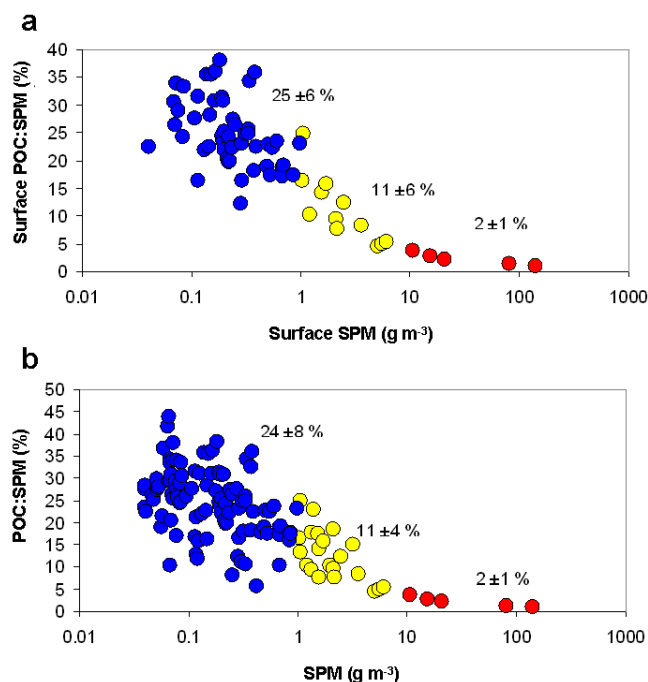 a
40
35
30
25
20
15
10
5
0
Surface POC:SPM (%)
25 ±6 %
11 ±6 %
2 ±1 %
0.01 0.1 1 10 100 1000
Surface SPM (g m⁻³)
b
50
45
40
35
30
25
20
15
10
5
0
POC:SPM (%)
24 ±8 %
11 ±4 %
2 ±1 %
0.01 0.1 1 10 100 1000
SPM (g m⁻³)